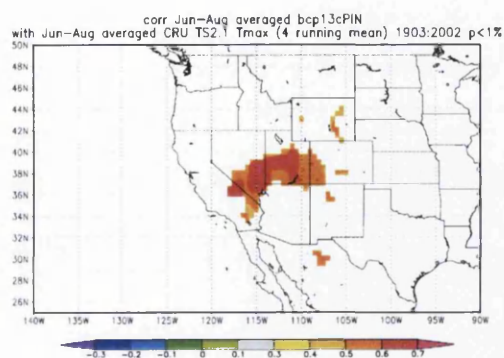 corr Jun-Aug averaged bcp13cPIN
with Jun-Aug averaged CRU TS2.1 Tmax (4 running mean) 1903:2002 p<1%
50N
48N
46N
44N
42N
40N
38N
36N
34N
32N
30N
28N
26N
140W 135W 130W 125W 120W 115W 110W 105W 100W 95W 90W
-0.3 -0.2 -0.1 0 0.1 0.3 0.4 0.5 0.6 0.7